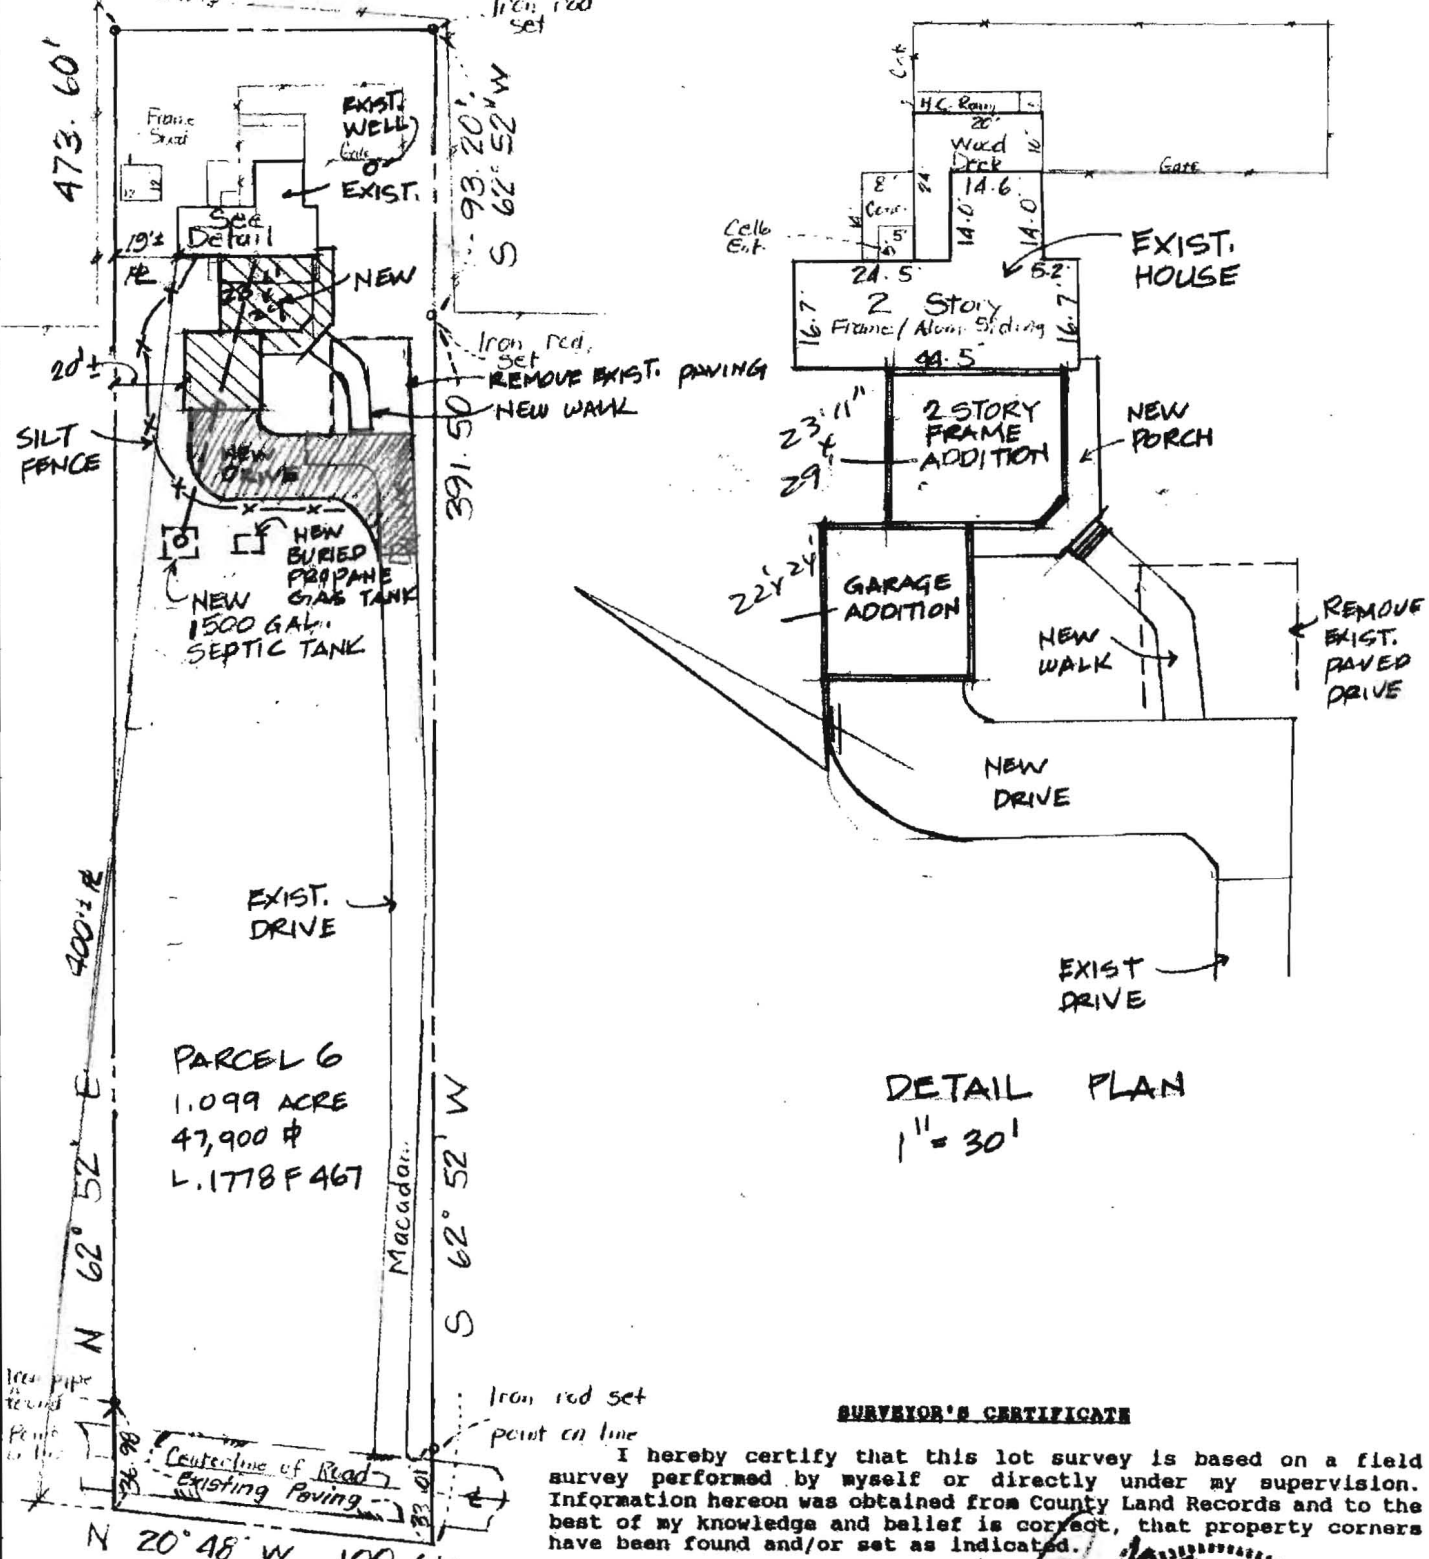 Iron rod
set
473.60'
Frame
Shed
EXIST.
WELL
EXIST.
12
12
See
Detail
19'±
NEW
93.20'
S 62° 52" W
20'±
Iron rod
set
REMOVE EXIST. PAVING
NEW WALK
SILT
FENCE
NEW
DRIVE
391.50
NEW
BURIED
PROPANE
GAS TANK
NEW
1500 GAL.
SEPTIC TANK
400'±
EXIST.
DRIVE
PARCEL 6
1.099 ACRE
47,900
L.1778 F 467
N 62° 52' E
S 62° 52' W
Macadam
Iron pipe
found
36.98
Centerline of Road
Existing Paving
33.10
Iron rod set
point on line
N 20° 48' W
H.C. Ramp
20'
Wood
Deck
16'
Gate
24
14.6
8'
Conc.
5'
14.0
14.0
EXIST.
HOUSE
24.5
5.2
2 Story
Frame/Alum. Siding
16.7'
16.7'
44.5
23'11"
x
29'
2 STORY
FRAME
ADDITION
NEW
PORCH
22'x24'
GARAGE
ADDITION
NEW
WALK
REMOVE
EXIST.
PAVED
DRIVE
NEW
DRIVE
EXIST
DRIVE
DETAIL PLAN
1"=30'
SURVEYOR'S CERTIFICATE
I hereby certify that this lot survey is based on a field
survey performed by myself or directly under my supervision.
Information hereon was obtained from County Land Records and to the
best of my knowledge and belief is correct, that property corners
have been found and/or set as indicated.